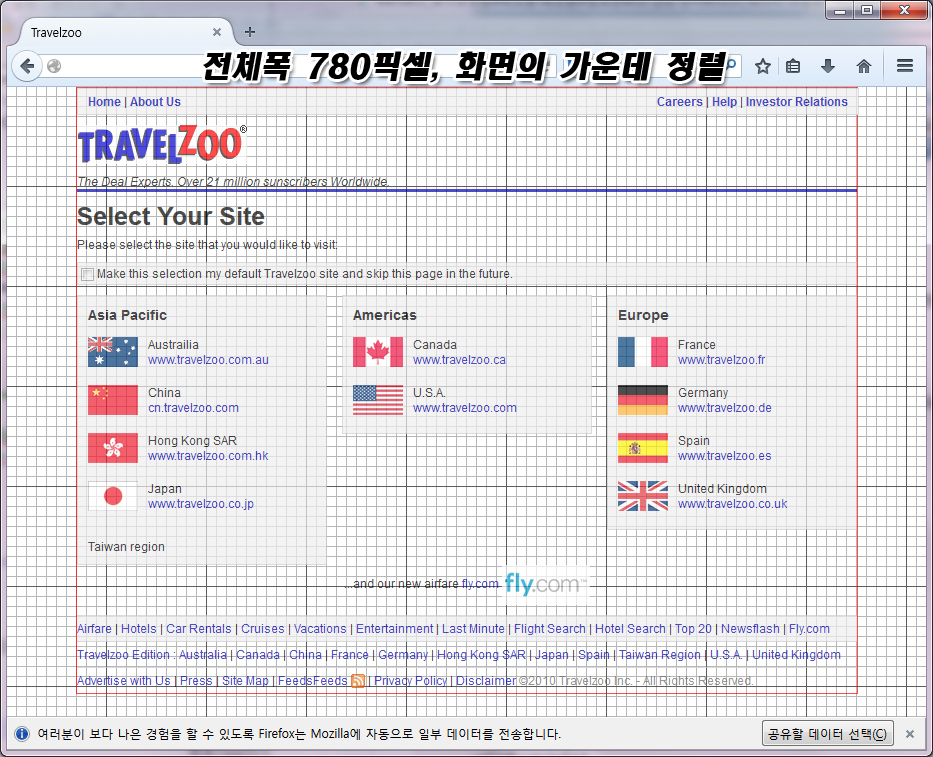 Travelzoo
전체폭 780픽셀, 화면의 가운데 정렬
Home | About Us
Careers | Help | Investor Relations
TRAVELZOO®
The Deal Experts. Over 21 million sunscribers Worldwide.
Select Your Site
Please select the site that you would like to visit:
Make this selection my default Travelzoo site and skip this page in the future.
Asia Pacific
Austrailia
www.travelzoo.com.au
China
cn.travelzoo.com
Hong Kong SAR
www.travelzoo.com.hk
Japan
www.travelzoo.co.jp
Taiwan region
Americas
Canada
www.travelzoo.ca
U.S.A.
www.travelzoo.com
Europe
France
www.travelzoo.fr
Germany
www.travelzoo.de
Spain
www.travelzoo.es
United Kingdom
www.travelzoo.co.uk
...and our new airfare fly.com fly.com™
Airfare | Hotels | Car Rentals | Cruises | Vacations | Entertainment | Last Minute | Flight Search | Hotel Search | Top 20 | Newsflash | Fly.com
Travelzoo Edition : Australia | Canada | China | France | Germany | Hong Kong SAR | Japan | Spain | Taiwan Region | U.S.A. | United Kingdom
Advertise with Us | Press | Site Map | FeedsFeeds | Privacy Policy | Disclaimer ©2010 Travelzoo Inc. - All Rights Reserved.
여러분이 보다 나은 경험을 할 수 있도록 Firefox는 Mozilla에 자동으로 일부 데이터를 전송합니다.
공유할 데이터 선택(C)